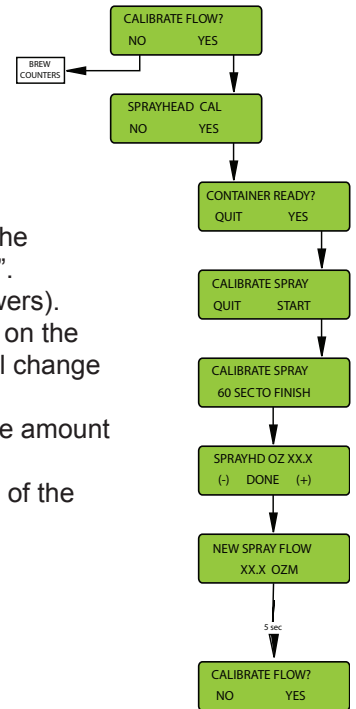 CALIBRATE FLOW?
NO YES
BREW
COUNTERS
SPRAYHEAD CAL
NO YES
CONTAINER READY?
QUIT YES
CALIBRATE SPRAY
QUIT START
CALIBRATE SPRAY
60 SEC TO FINISH
SPRAYHD OZ XX.X
(-) DONE (+)
NEW SPRAY FLOW
XX.X OZM
5 sec
CALIBRATE FLOW?
NO YES
”.
on the
change
amount
of the